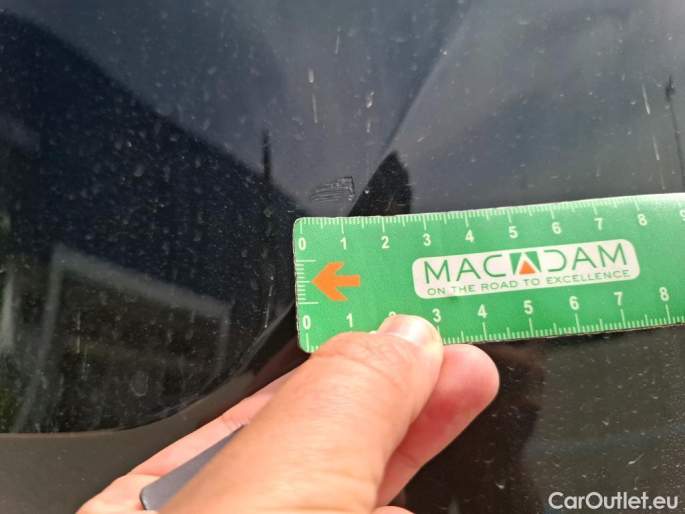 0 1 2 3 4 5 6 7 8 9
MACADAM
ON THE ROAD TO EXCELLENCE
0 1 2 3 4 5 6 7 8
CarOutlet.eu